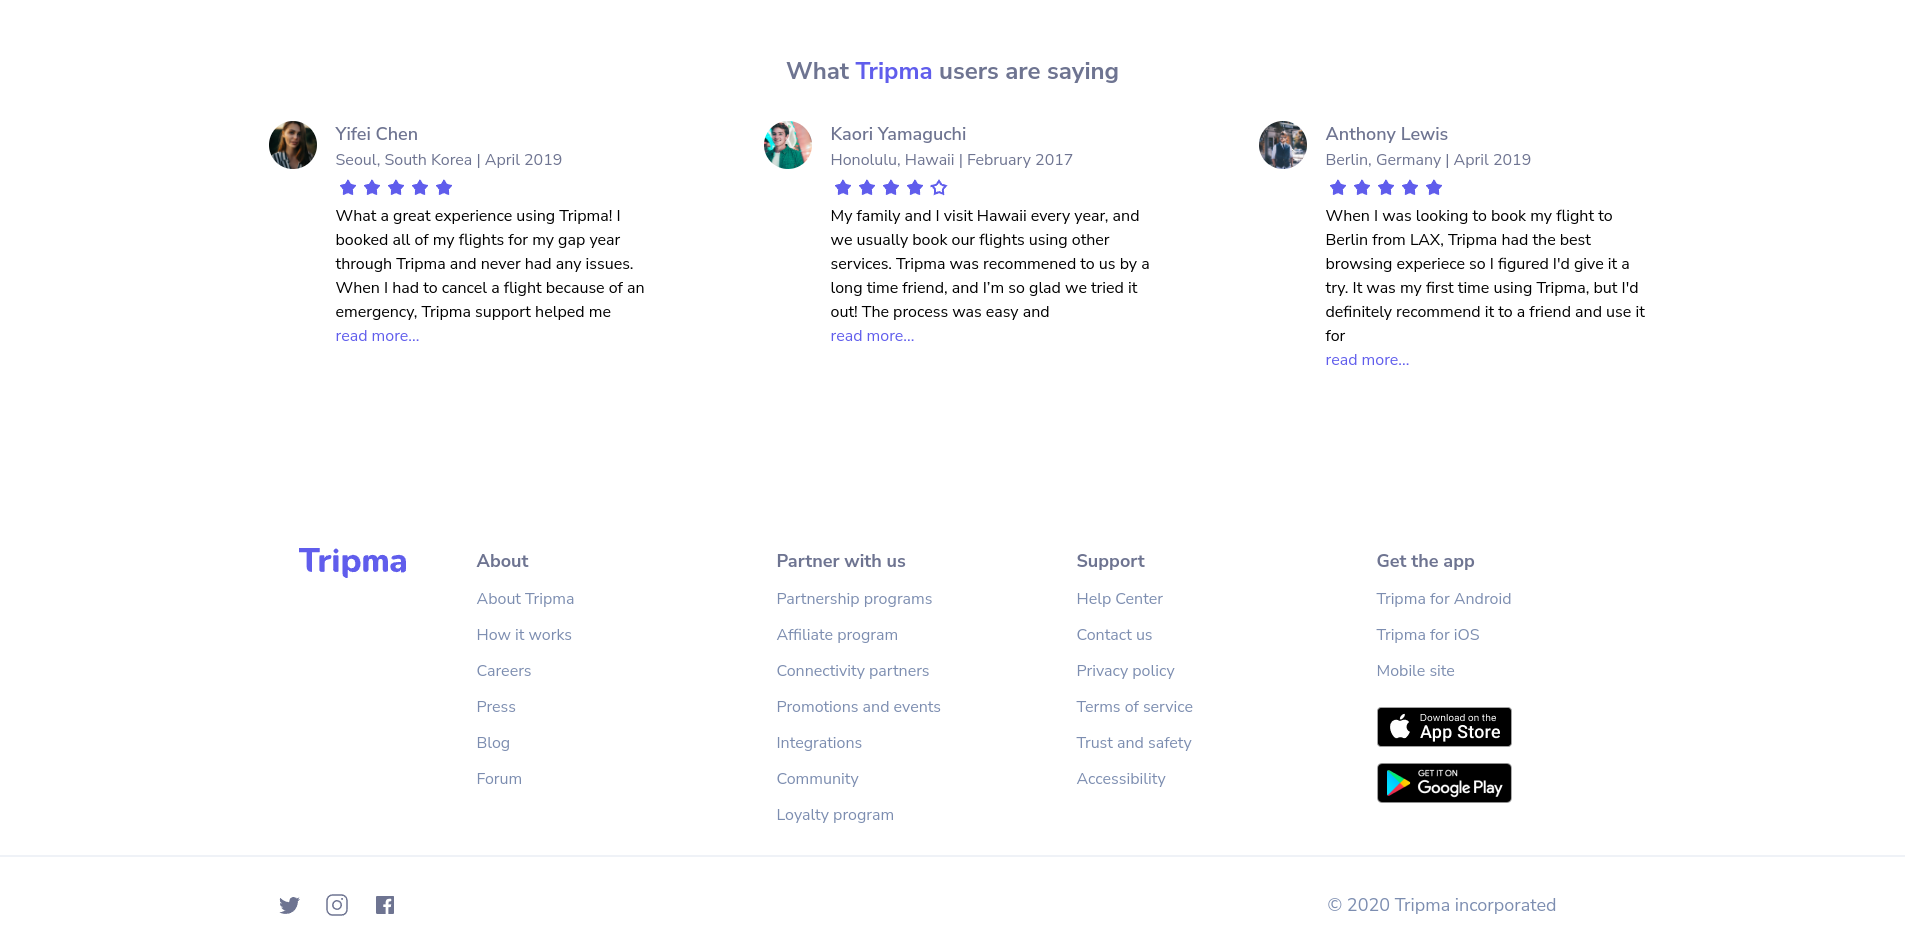 What Tripma users are saying
Yifei Chen
Seoul, South Korea | April 2019
What a great experience using Tripma! I
booked all of my flights for my gap year
through Tripma and never had any issues.
When I had to cancel a flight because of an
emergency, Tripma support helped me
read more...
Kaori Yamaguchi
Honolulu, Hawaii | February 2017
My family and I visit Hawaii every year, and
we usually book our flights using other
services. Tripma was recommened to us by a
long time friend, and I’m so glad we tried it
out! The process was easy and
read more...
Anthony Lewis
Berlin, Germany | April 2019
When I was looking to book my flight to
Berlin from LAX, Tripma had the best
browsing experiece so I figured I'd give it a
try. It was my first time using Tripma, but I'd
definitely recommend it to a friend and use it
for
read more...
Tripma
About
About Tripma
How it works
Careers
Press
Blog
Forum
Partner with us
Partnership programs
Affiliate program
Connectivity partners
Promotions and events
Integrations
Community
Loyalty program
Support
Help Center
Contact us
Privacy policy
Terms of service
Trust and safety
Accessibility
Get the app
Tripma for Android
Tripma for iOS
Mobile site
Download on the
App Store
GET IT ON
Google Play
© 2020 Tripma incorporated